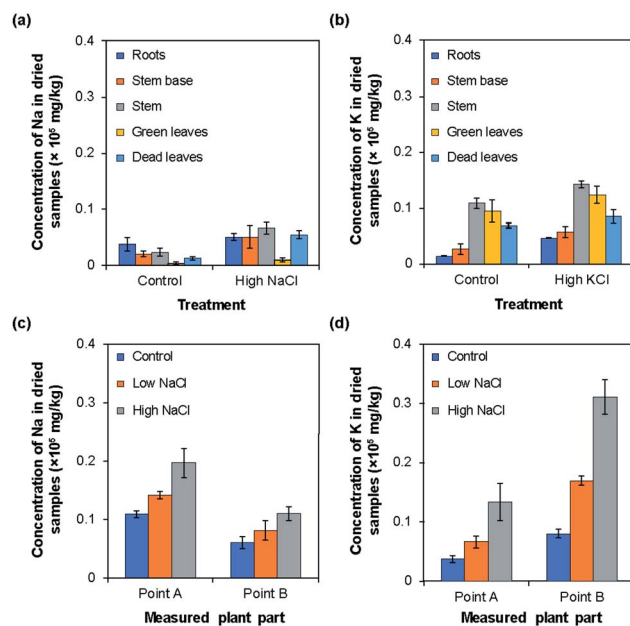 (a)
Concentration of Na in dried
samples (× 10⁶ mg/kg)
0.4
0.3
0.2
0.1
0
Roots
Stem base
Stem
Green leaves
Dead leaves
Control
High NaCl
Treatment
(b)
Concentration of K in dried
samples (× 10⁶ mg/kg)
0.4
0.3
0.2
0.1
0
Roots
Stem base
Stem
Green leaves
Dead leaves
Control
High KCl
Treatment
(c)
Concentration of Na in dried
samples (×10⁶ mg/kg)
0.4
0.3
0.2
0.1
0
Control
Low NaCl
High NaCl
Point A
Point B
Measured plant part
(d)
Concentration of K in dried
samples (×10⁶ mg/kg)
0.4
0.3
0.2
0.1
0
Control
Low NaCl
High NaCl
Point A
Point B
Measured plant part